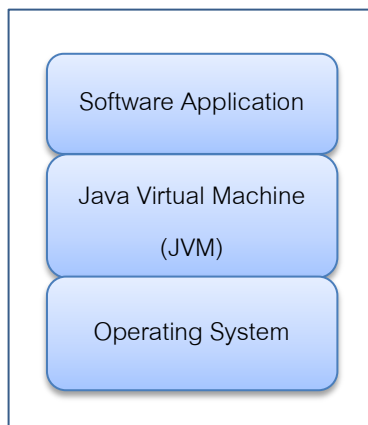 Software Application
Java Virtual Machine
(JVM)
Operating System